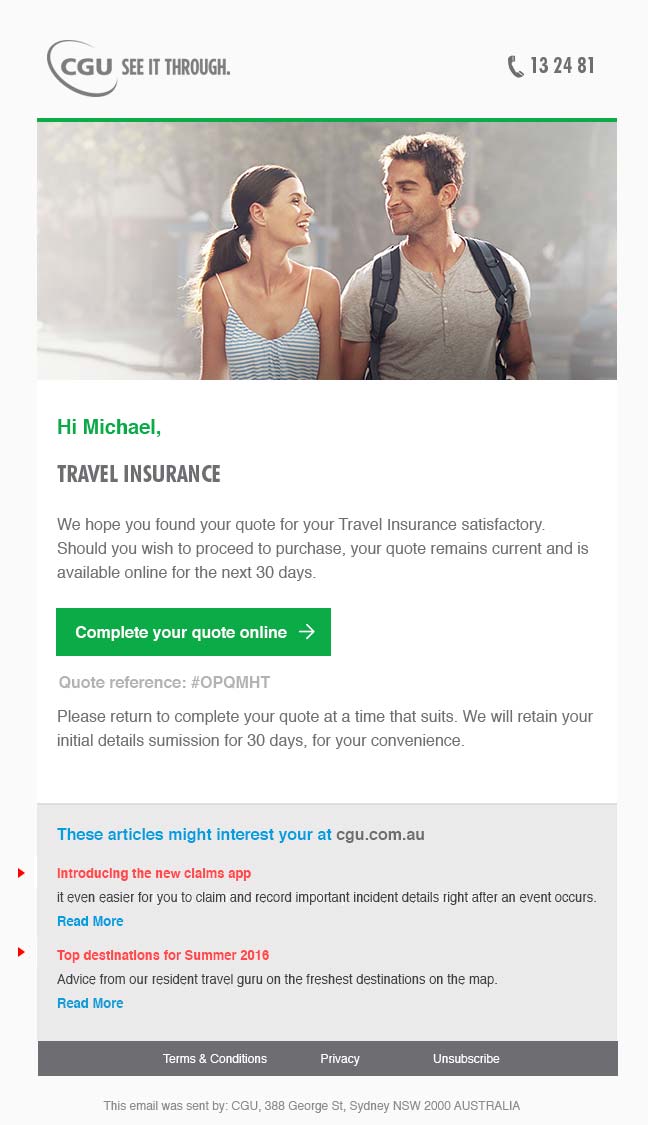 CGU SEE IT THROUGH.
13 24 81
Hi Michael,
TRAVEL INSURANCE
We hope you found your quote for your Travel Insurance satisfactory.
Should you wish to proceed to purchase, your quote remains current and is
available online for the next 30 days.
Complete your quote online
Quote reference: #OPQMHT
Please return to complete your quote at a time that suits. We will retain your
initial details sumission for 30 days, for your convenience.
These articles might interest your at cgu.com.au
Introducing the new claims app
it even easier for you to claim and record important incident details right after an event occurs.
Read More
Top destinations for Summer 2016
Advice from our resident travel guru on the freshest destinations on the map.
Read More
Terms & Conditions Privacy Unsubscribe
This email was sent by: CGU, 388 George St, Sydney NSW 2000 AUSTRALIA